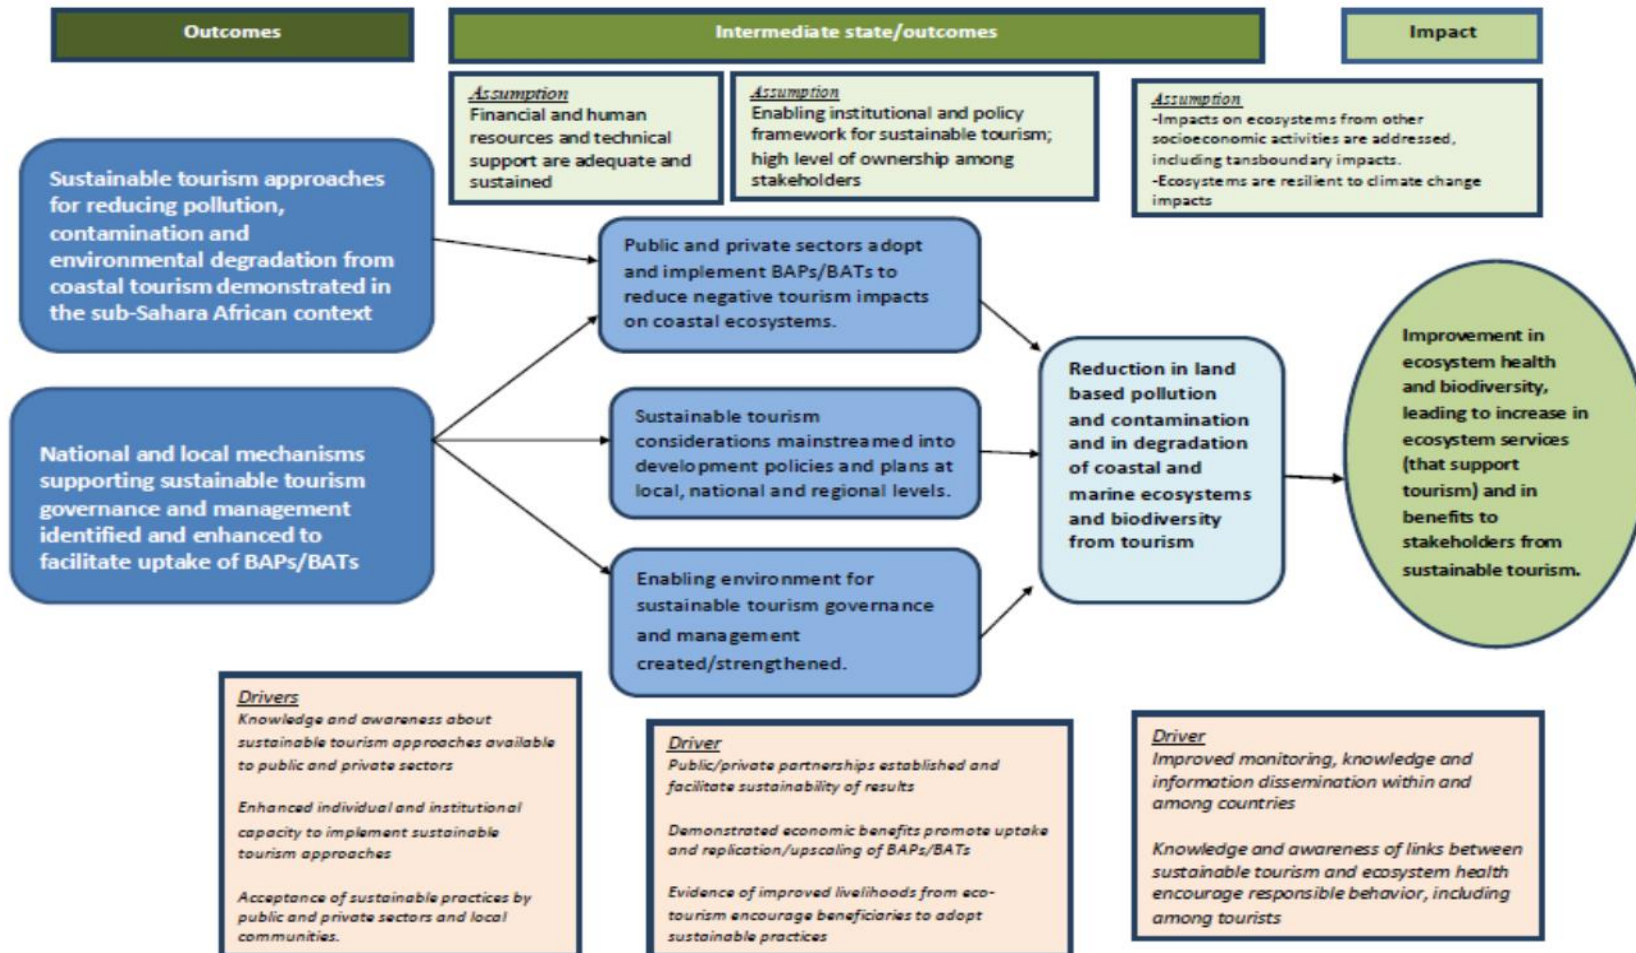 Outcomes
Intermediate state/outcomes
Impact
Assumption
Financial and human
resources and technical
support are adequate and
sustained
Assumption
Enabling institutional and policy
framework for sustainable tourism;
high level of ownership among
stakeholders
Assumption
-Impacts on ecosystems from other
socioeconomic activities are addressed,
including tansboundary impacts.
-Ecosystems are resilient to climate change
impacts
Sustainable tourism approaches
for reducing pollution,
contamination and
environmental degradation from
coastal tourism demonstrated in
the sub-Sahara African context
National and local mechanisms
supporting sustainable tourism
governance and management
identified and enhanced to
facilitate uptake of BAPs/BATs
Public and private sectors adopt
and implement BAPs/BATs to
reduce negative tourism impacts
on coastal ecosystems.
Sustainable tourism
considerations mainstreamed into
development policies and plans at
local, national and regional levels.
Enabling environment for
sustainable tourism governance
and management
created/strengthened.
Reduction in land
based pollution
and contamination
and in degradation
of coastal and
marine ecosystems
and biodiversity
from tourism
Improvement in
ecosystem health
and biodiversity,
leading to increase in
ecosystem services
(that support
tourism) and in
benefits to
stakeholders from
sustainable tourism.
Drivers
Knowledge and awareness about
sustainable tourism approaches available
to public and private sectors
Enhanced individual and institutional
capacity to implement sustainable
tourism approaches
Acceptance of sustainable practices by
public and private sectors and local
communities.
Driver
Public/private partnerships established and
facilitate sustainability of results
Demonstrated economic benefits promote uptake
and replication/upscaling of BAPs/BATs
Evidence of improved livelihoods from eco-
tourism encourage beneficiaries to adopt
sustainable practices
Driver
Improved monitoring, knowledge and
information dissemination within and
among countries
Knowledge and awareness of links between
sustainable tourism and ecosystem health
encourage responsible behavior, including
among tourists